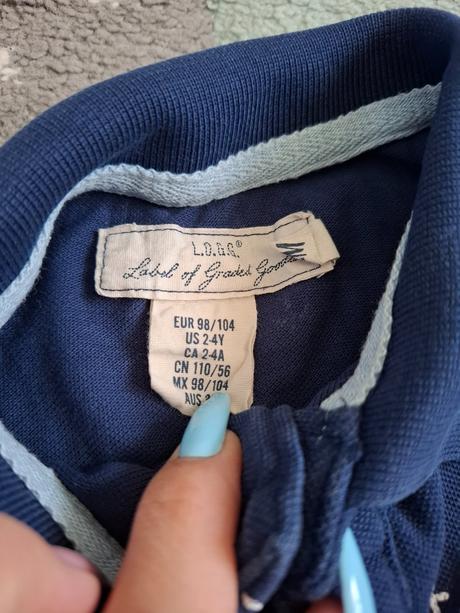 L.O.G.G.®
Label of Graded Goods
EUR 98/104
US 2-4Y
CA 2-4A
CN 110/56
MX 98/104
AUS